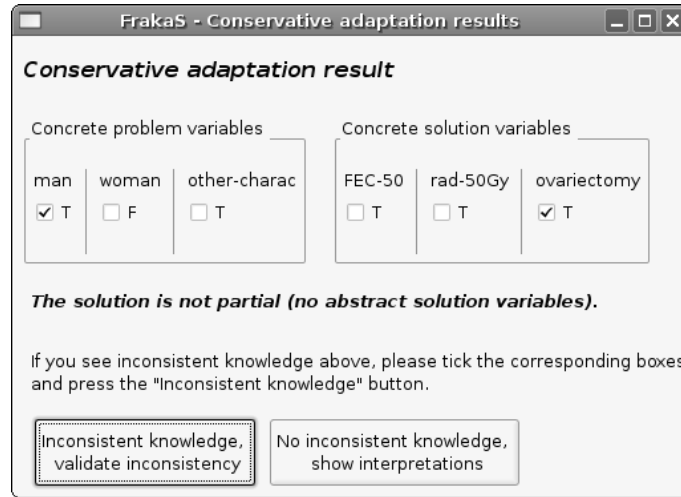 FrakaS - Conservative adaptation results
Conservative adaptation result
Concrete problem variables
man woman other-charac
T F T
Concrete solution variables
FEC-50 rad-50Gy ovariectomy
T T T
The solution is not partial (no abstract solution variables).
If you see inconsistent knowledge above, please tick the corresponding boxes
and press the "Inconsistent knowledge" button.
Inconsistent knowledge,
validate inconsistency
No inconsistent knowledge,
show interpretations